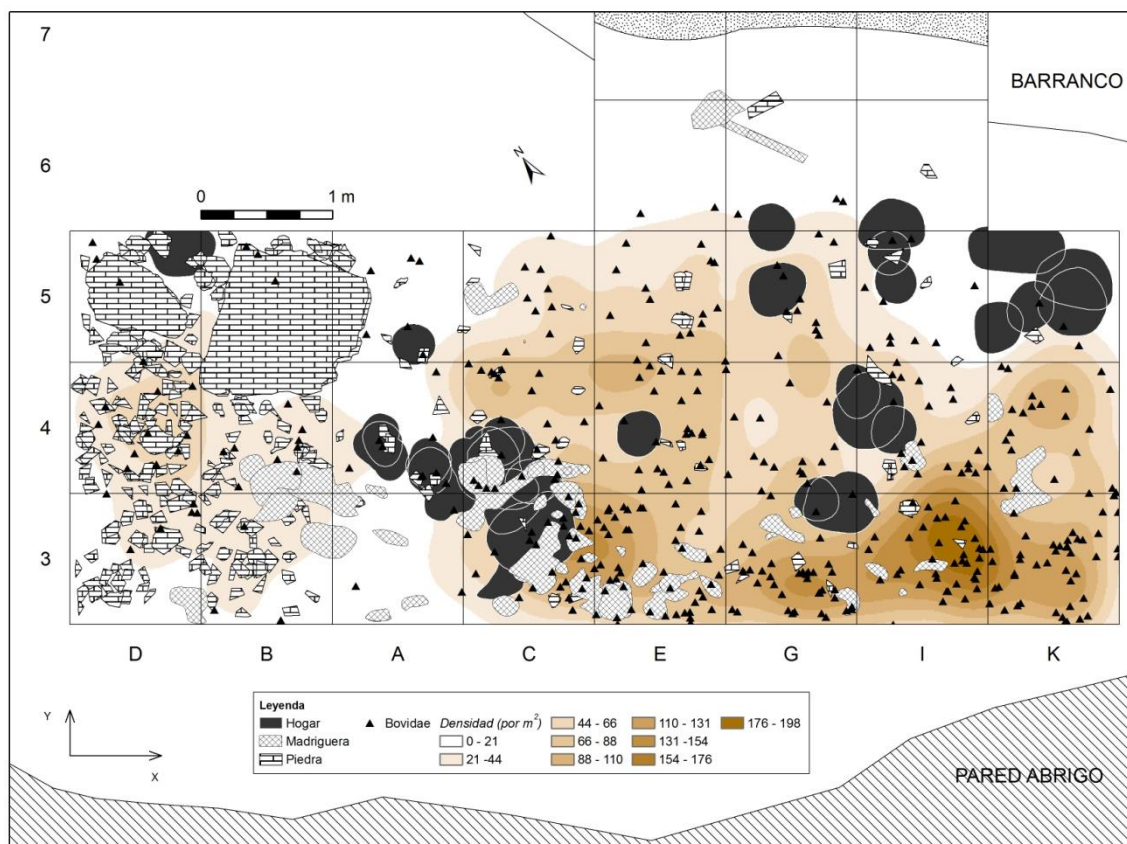 7
BARRANCO
6
N
0 1 m
5
4
3
D B A C E G I K
Y
X
Leyenda
Hogar
Madriguera
Piedra
Bovidae
Densidad (por m²)
0 - 21
21 -44
44 - 66
66 - 88
88 - 110
110 - 131
131 -154
154 - 176
176 - 198
PARED ABRIGO